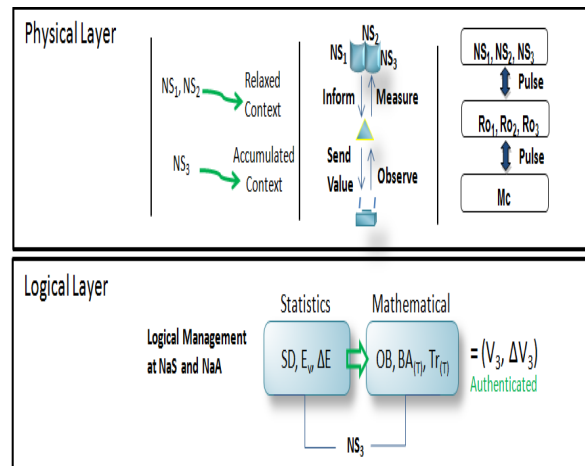 Physical Layer
NS1, NS2
Relaxed
Context
NS3
Accumulated
Context
NS2
NS1
NS3
Inform
Measure
Send
Value
Observe
NS1, NS2, NS3
Pulse
Ro1, Ro2, Ro3
Pulse
Mc
Logical Layer
Statistics
Mathematical
Logical Management
at NaS and NaA
SD, Ev, ΔE
OB, BA(T), Tr(T)
= (V3, ΔV3)
Authenticated
NS3